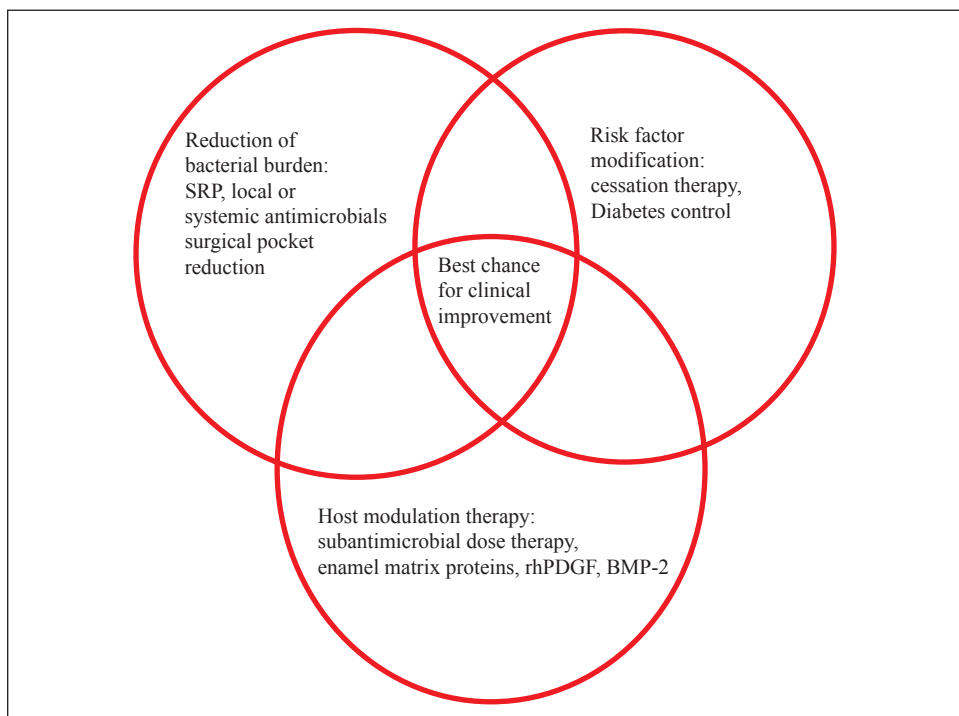 Reduction of
bacterial burden:
SRP, local or
systemic antimicrobials
surgical pocket
reduction
Risk factor
modification:
cessation therapy,
Diabetes control
Best chance
for clinical
improvement
Host modulation therapy:
subantimicrobial dose therapy,
enamel matrix proteins, rhPDGF, BMP-2